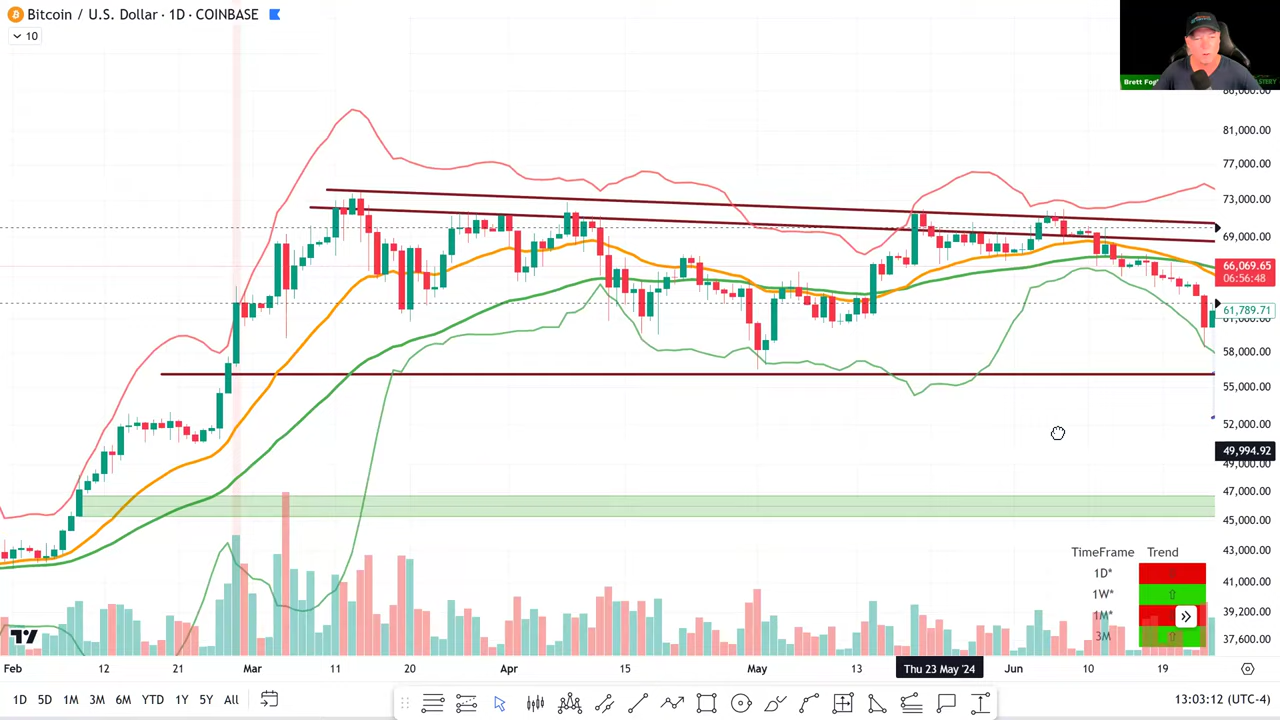 Bitcoin / U.S. Dollar · 1D · COINBASE
10
Brett
81,000.00
77,000.00
73,000.00
69,000.00
66,069.65
06:56:48
61,789.71
58,000.00
55,000.00
52,000.00
49,994.92
49,000.00
47,000.00
45,000.00
43,000.00
41,000.00
39,200.00
37,600.00
TimeFrame Trend
1D*
1W* ⇧
1M* »
3M ⇧
Feb 12 21 Mar 11 20 Apr 15 May 13 Thu 23 May '24 Jun 10 19
1D 5D 1M 3M 6M YTD 1Y 5Y All
13:03:12 (UTC-4)